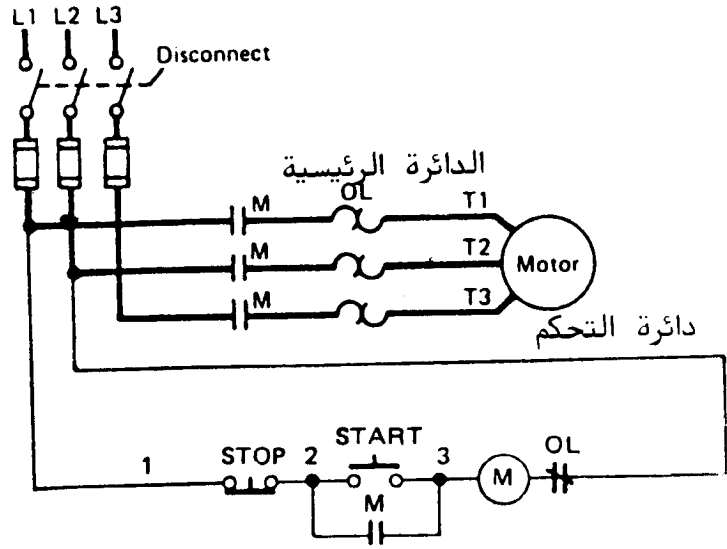 L1 L2 L3
Disconnect
الدائرة الرئيسية
M OL T1
M T2
Motor
M T3
دائرة التحكم
1 STOP 2 START 3 M OL
M